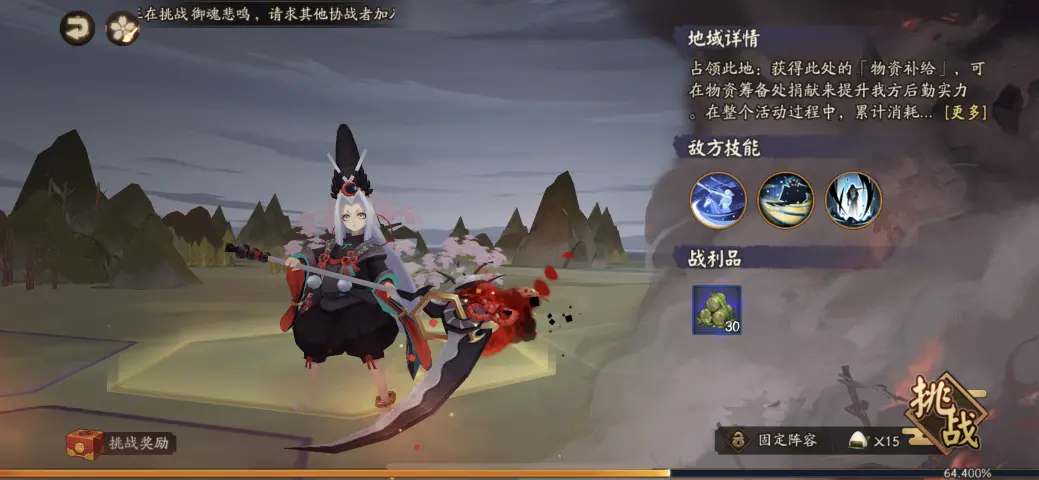 在挑战御魂悲鸣，请求其他协战者加
地域详情
占领此地：获得此处的「物资补给」，可
在物资筹备处捐献来提升我方后勤实力
。在整个活动过程中，累计消耗... [更多]
敌方技能
战利品
30
挑战
固定阵容
X15
挑战奖励
64.400%